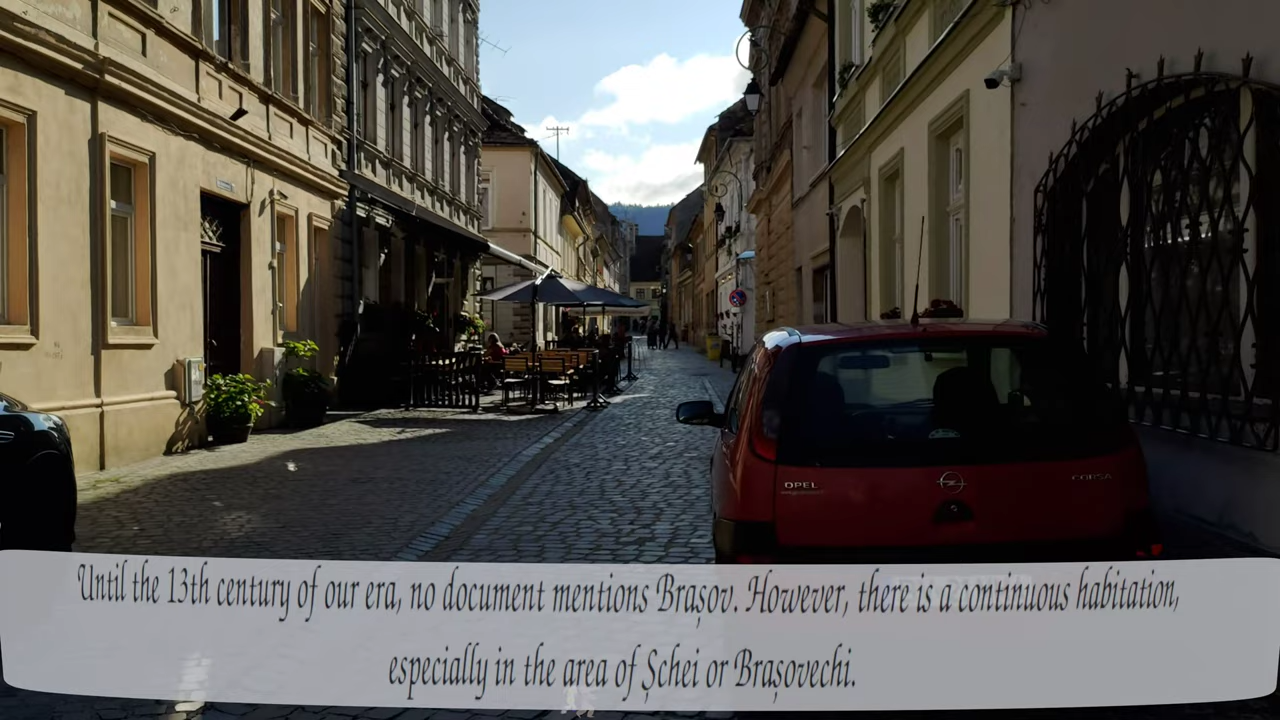 OPEL
CORSA
Until the 13th century of our era, no document mentions Brașov. However, there is a continuous habitation,
especially in the area of Șchei or Brașovechi.